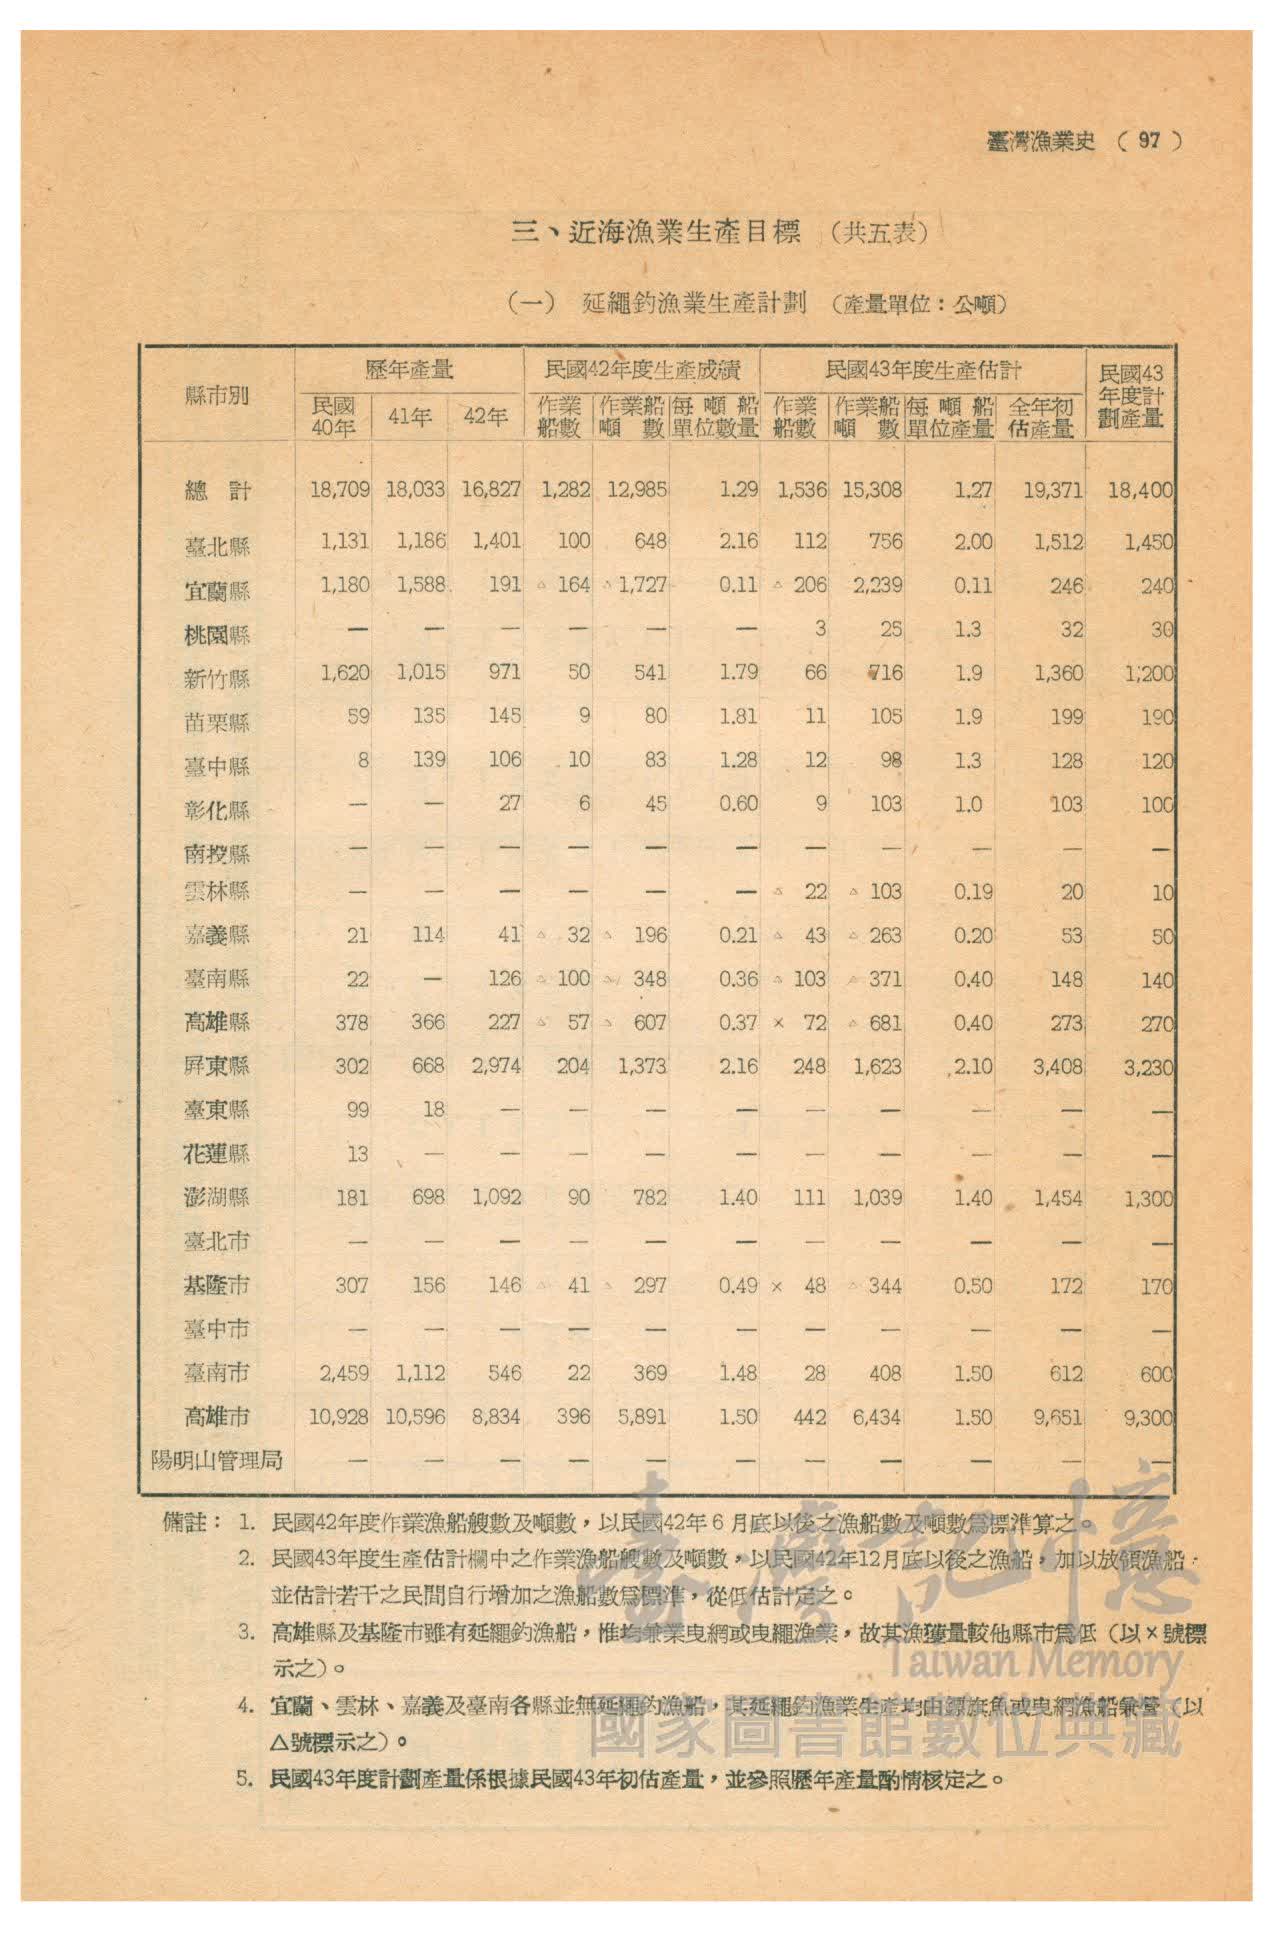 臺灣漁業史 ( 97 )
三、近海漁業生產目標 (共五表)
(一) 延繩釣漁業生產計劃 (產量單位：公噸)
縣市別 歷年產量 民國42年度生產成績 民國43年度生產估計 民國43年度計劃產量
民國40年 41年 42年 作業船數 作業船噸數 每噸船單位數量 作業船數 作業船噸數 每噸船單位產量 全年初估產量
總計 18,709 18,033 16,827 1,282 12,985 1.29 1,536 15,308 1.27 19,371 18,400
臺北縣 1,131 1,186 1,401 100 648 2.16 112 756 2.00 1,512 1,450
宜蘭縣 1,180 1,588 191 △ 164 △ 1,727 0.11 △ 206 2,239 0.11 246 240
桃園縣 — — — — — — 3 25 1.3 32 30
新竹縣 1,620 1,015 971 50 541 1.79 66 716 1.9 1,360 1,200
苗栗縣 59 135 145 9 80 1.81 11 105 1.9 199 190
臺中縣 8 139 106 10 83 1.28 12 98 1.3 128 120
彰化縣 — — 27 6 45 0.60 9 103 1.0 103 100
南投縣 — — — — — — — — — — —
雲林縣 — — — — — — △ 22 △ 103 0.19 20 10
嘉義縣 21 114 41 △ 32 △ 196 0.21 △ 43 △ 263 0.20 53 50
臺南縣 22 — 126 △ 100 △ 348 0.36 △ 103 △ 371 0.40 148 140
高雄縣 378 366 227 △ 57 △ 607 0.37 × 72 △ 681 0.40 273 270
屏東縣 302 668 2,974 204 1,373 2.16 248 1,623 2.10 3,408 3,230
臺東縣 99 18 — — — — — — — — —
花蓮縣 13 — — — — — — — — — —
澎湖縣 181 698 1,092 90 782 1.40 111 1,039 1.40 1,454 1,300
臺北市 — — — — — — — — — — —
基隆市 307 156 146 △ 41 △ 297 0.49 × 48 △ 344 0.50 172 170
臺中市 — — — — — — — — — — —
臺南市 2,459 1,112 546 22 369 1.48 28 408 1.50 612 600
高雄市 10,928 10,596 8,834 396 5,891 1.50 442 6,434 1.50 9,651 9,300
陽明山管理局 — — — — — — — — — — —
備註：1. 民國42年度作業漁船艘數及噸數，以民國42年6月底以後之漁船數及噸數為標準算之。
2. 民國43年度生產估計欄中之作業漁船艘數及噸數，以民國42年12月底以後之漁船，加以放領漁船，
並估計若干之民間自行增加之漁船數為標準，從低估計定之。
3. 高雄縣及基隆市雖有延繩釣漁船，惟均兼業曳網或曳繩漁業，故其漁獲量較他縣市為低(以×號標
示之)。
4. 宜蘭、雲林、嘉義及臺南各縣並無延繩釣漁船，其延繩釣漁業生產均由鏢旗魚或曳網漁船兼營(以
△號標示之)。
5. 民國43年度計劃產量係根據民國43年初估產量，並參照歷年產量酌情核定之。
臺灣記憶
Taiwan Memory
國家圖書館數位典藏